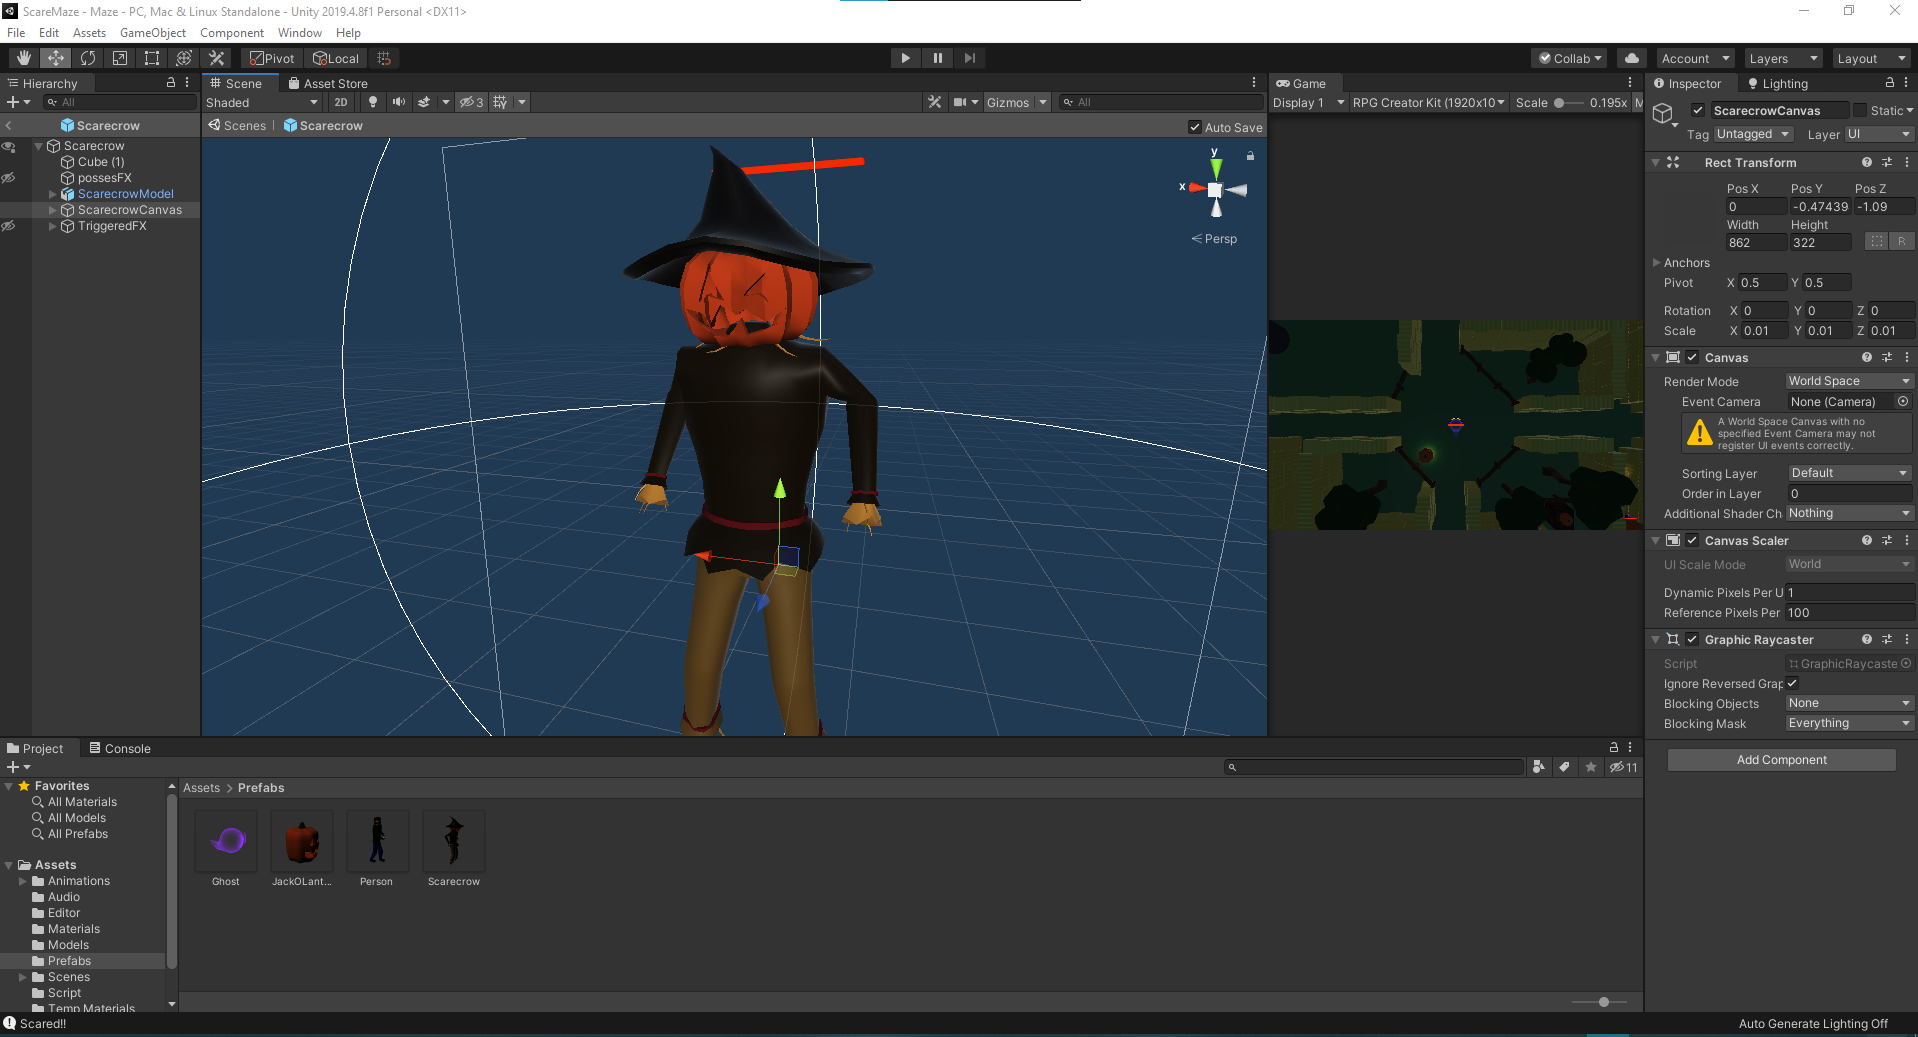 ScareMaze - Maze - PC, Mac & Linux Standalone - Unity 2019.4.8f1 Personal <DX11>
File Edit Assets GameObject Component Window Help
Pivot Local Collab Account Layers Layout
Hierarchy Scene Asset Store Game Inspector Lighting
All Shaded 2D 3 Gizmos All Display 1 RPG Creator Kit (1920x10 Scale 0.195x M
Scarecrow
Scenes Scarecrow Auto Save
Scarecrow
Cube (1)
possesFX
ScarecrowModel
ScarecrowCanvas
TriggeredFX
y
x
Persp
ScarecrowCanvas Static
Tag Untagged Layer UI
Rect Transform
Pos X Pos Y Pos Z
0 -0.47439 -1.09
Width Height
862 322 R
Anchors
Pivot X 0.5 Y 0.5
Rotation X 0 Y 0 Z 0
Scale X 0.01 Y 0.01 Z 0.01
Canvas
Render Mode World Space
Event Camera None (Camera)
A World Space Canvas with no
specified Event Camera may not
register UI events correctly.
Sorting Layer Default
Order in Layer 0
Additional Shader Ch Nothing
Canvas Scaler
UI Scale Mode World
Dynamic Pixels Per U 1
Reference Pixels Per 100
Graphic Raycaster
Script GraphicRaycaste
Ignore Reversed Grap
Blocking Objects None
Blocking Mask Everything
Add Component
Project Console
11
Favorites
All Materials
All Models
All Prefabs
Assets
Animations
Audio
Editor
Materials
Models
Prefabs
Scenes
Script
Temp Materials
Assets > Prefabs
Ghost JackOLant... Person Scarecrow
Scared!! Auto Generate Lighting Off